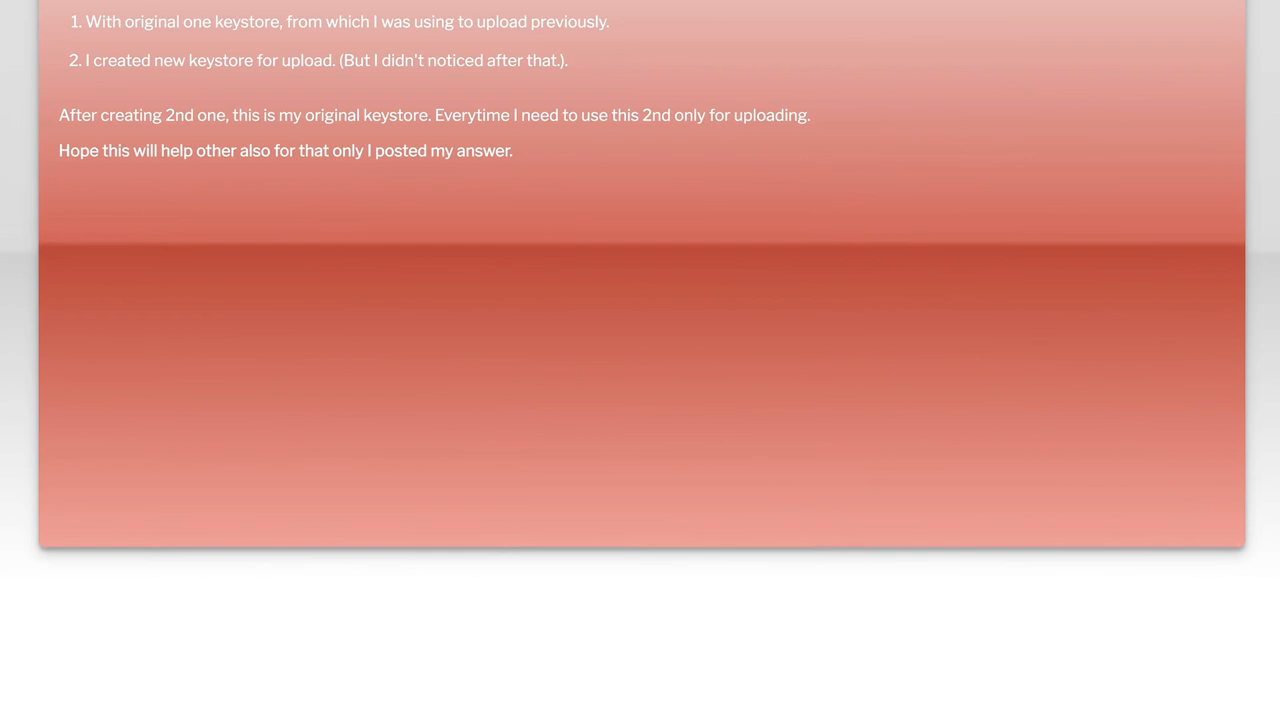 1. With original one keystore, from which I was using to upload previously.
2. I created new keystore for upload. (But I didn't noticed after that.).
After creating 2nd one, this is my original keystore. Everytime I need to use this 2nd only for uploading.
Hope this will help other also for that only I posted my answer.